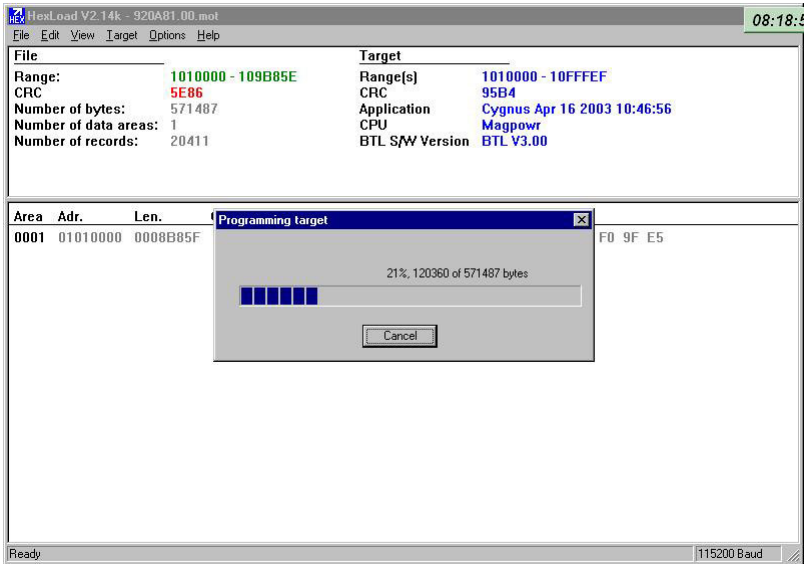 HexLoad V2.14k - 920A81.00.mot
08:18:5
File Edit View Target Options Help
File
Range: 1010000 - 109B85E
CRC 5E86
Number of bytes: 571487
Number of data areas: 1
Number of records: 20411
Target
Range(s) 1010000 - 10FFFEF
CRC 95B4
Application Cygnus Apr 16 2003 10:46:56
CPU Magpowr
BTL S/W Version BTL V3.00
Area Adr. Len.
0001 01010000 0008B85F F0 9F E5
Programming target
21%, 120360 of 571487 bytes
Cancel
Ready 115200 Baud